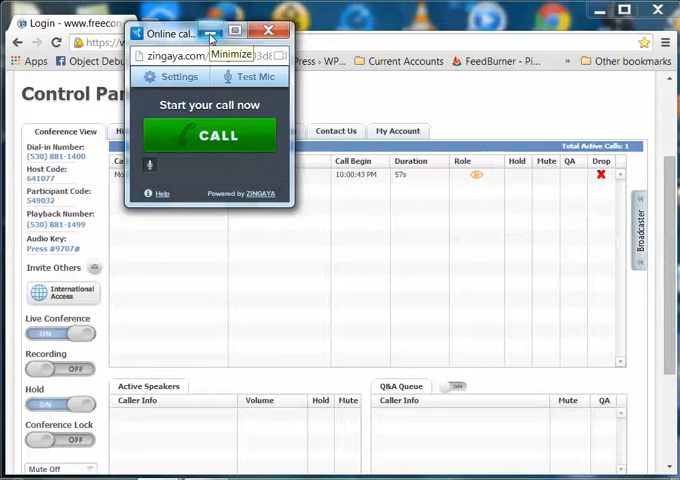 Login - www.freecon
Online cal...
Minimize
https://w
zingaya.com/
Apps
Object Debu
Press › WP...
Current Accounts
FeedBurner - Pi...
Other bookmarks
Settings
Test Mic
Control Pa
Start your call now
CALL
Help
Powered by ZINGAYA
Conference View
Hi
Contact Us
My Account
Total Active Calls: 1
Dial-in Number:
(530) 881-1400
Host Code:
641077
Participant Code:
549032
Playback Number:
(530) 881-1499
Audio Key:
Press #9707#
Invite Others
International
Access
Live Conference
ON
Recording
OFF
Hold
ON
Conference Lock
OFF
Mute Off
Call Begin
Duration
Role
Hold
Mute
QA
Drop
10:00:43 PM
57s
Broadcaster
Active Speakers
Caller Info
Volume
Hold
Mute
Q&A Queue
OFF
Caller Info
Mute
QA